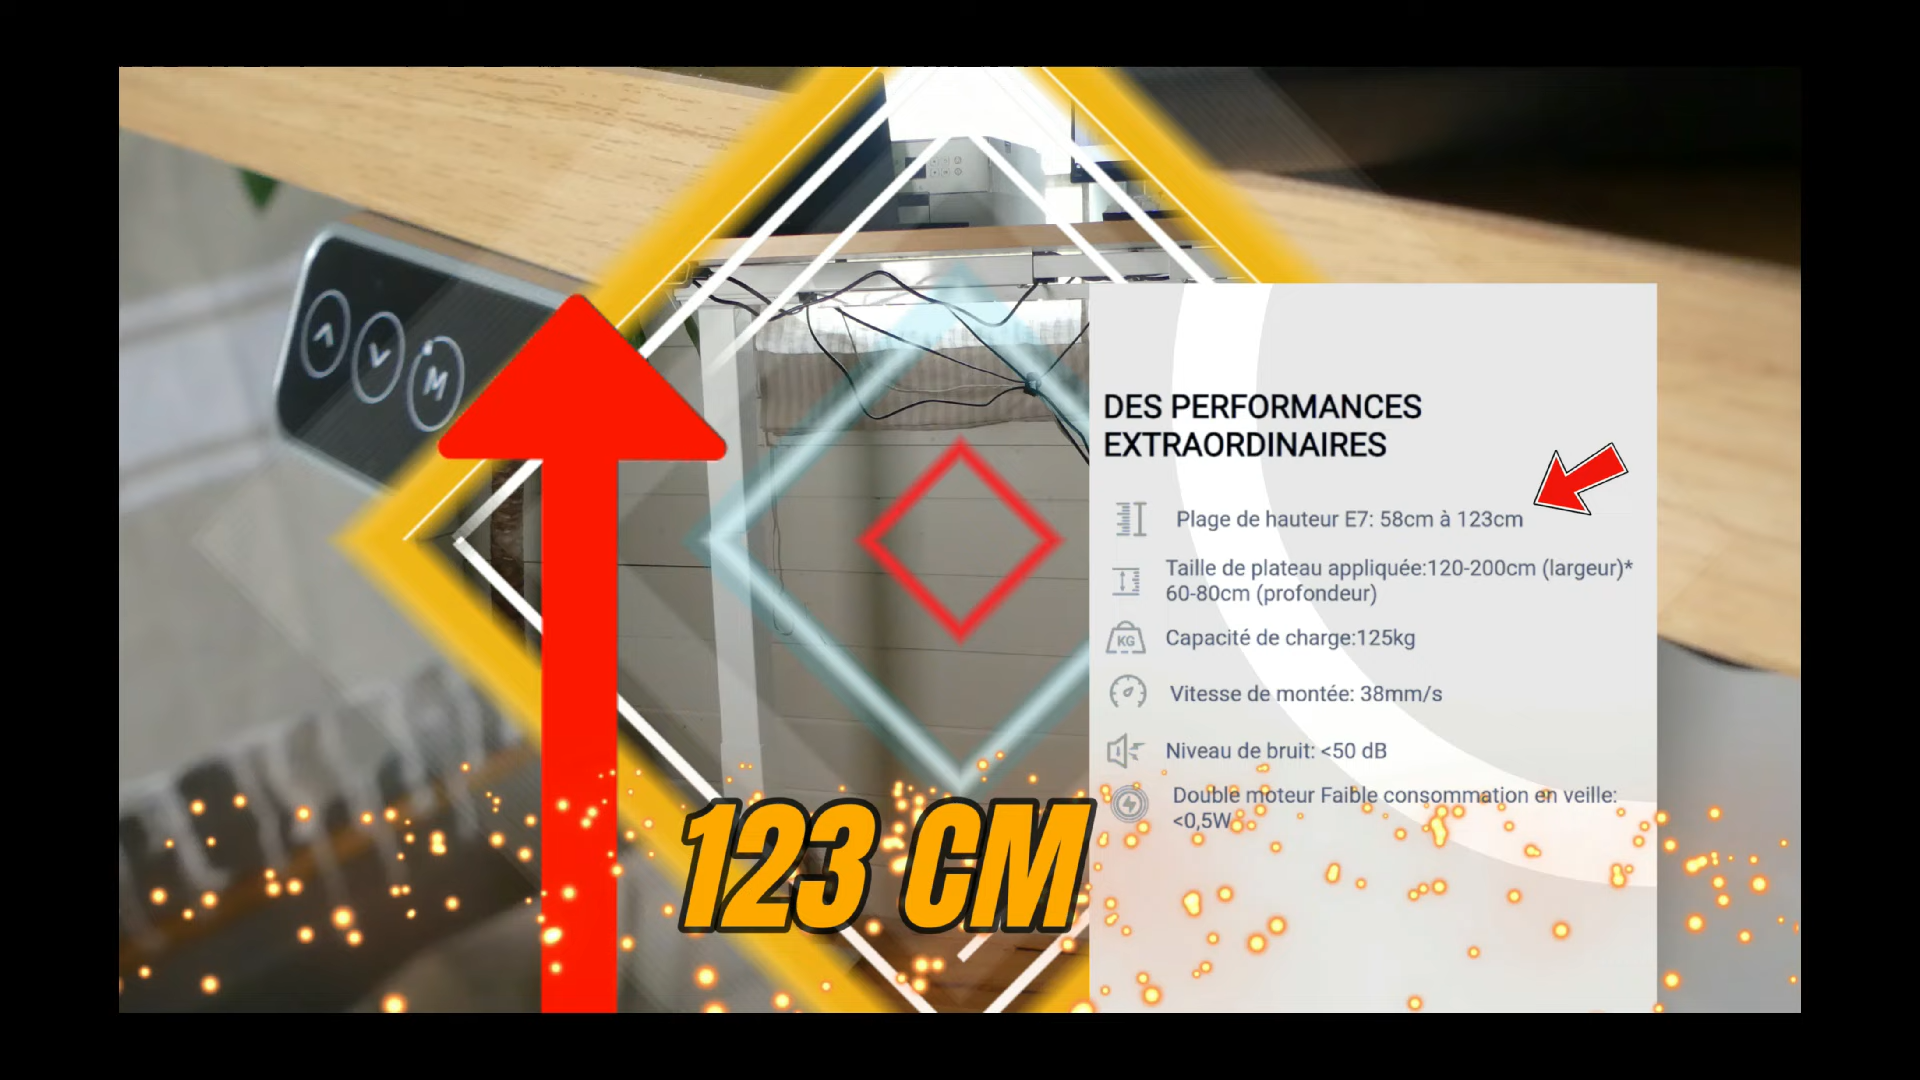 M
DES PERFORMANCES
EXTRAORDINAIRES
Plage de hauteur E7: 58cm à 123cm
Taille de plateau appliquée:120-200cm (largeur)*
60-80cm (profondeur)
KG
Capacité de charge:125kg
Vitesse de montée: 38mm/s
Niveau de bruit: <50 dB
Double moteur Faible consommation en veille:
<0,5W
123 CM